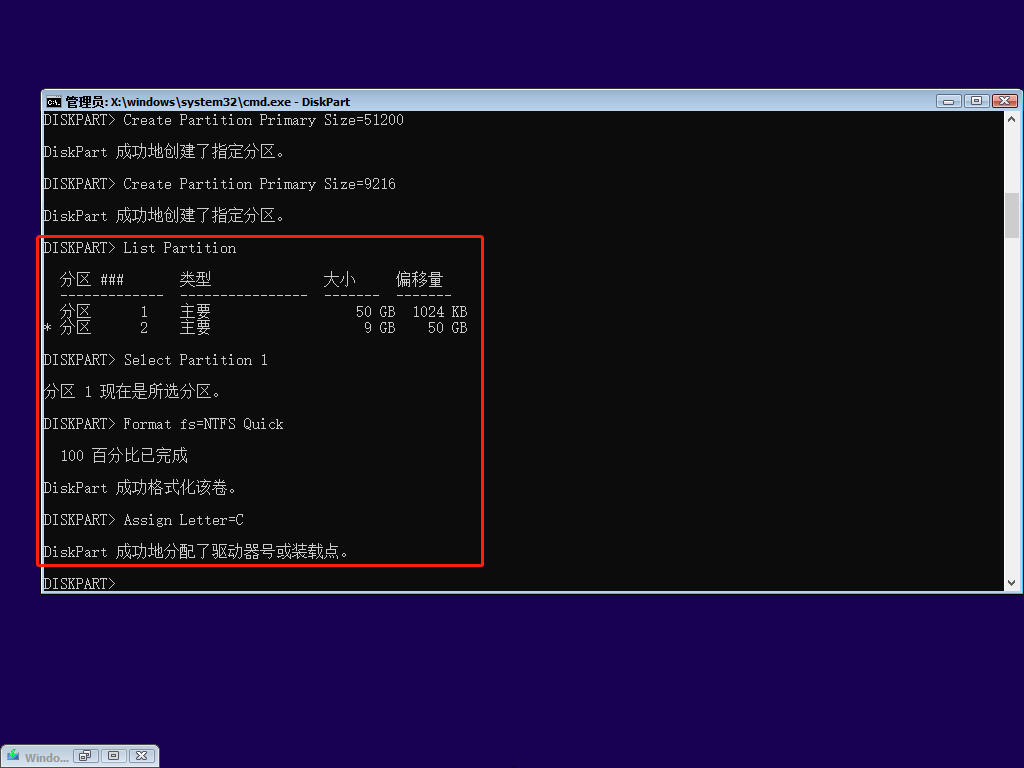 管理员: X:\windows\system32\cmd.exe - DiskPart
DISKPART> Create Partition Primary Size=51200
DiskPart 成功地创建了指定分区。
DISKPART> Create Partition Primary Size=9216
DiskPart 成功地创建了指定分区。
DISKPART> List Partition
分区 ### 类型 大小 偏移量
------------- ---------------- ------- -------
分区 1 主要 50 GB 1024 KB
* 分区 2 主要 9 GB 50 GB
DISKPART> Select Partition 1
分区 1 现在是所选分区。
DISKPART> Format fs=NTFS Quick
100 百分比已完成
DiskPart 成功格式化该卷。
DISKPART> Assign Letter=C
DiskPart 成功地分配了驱动器号或装载点。
DISKPART>
Windo...